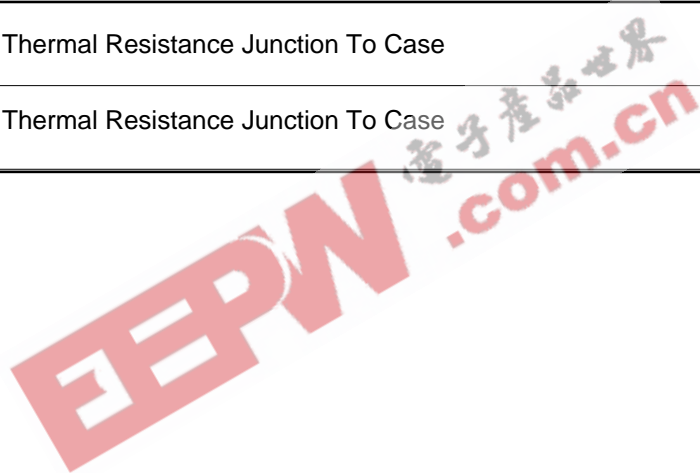 Thermal Resistance Junction To Case
Thermal Resistance Junction To Case
EEPW 電子產品世界
.com.cn